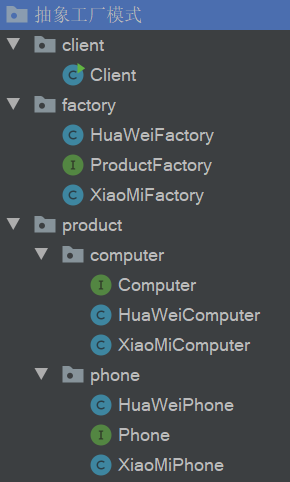 抽象工厂模式
client
Client
factory
HuaWeiFactory
ProductFactory
XiaoMiFactory
product
computer
Computer
HuaWeiComputer
XiaoMiComputer
phone
HuaWeiPhone
Phone
XiaoMiPhone